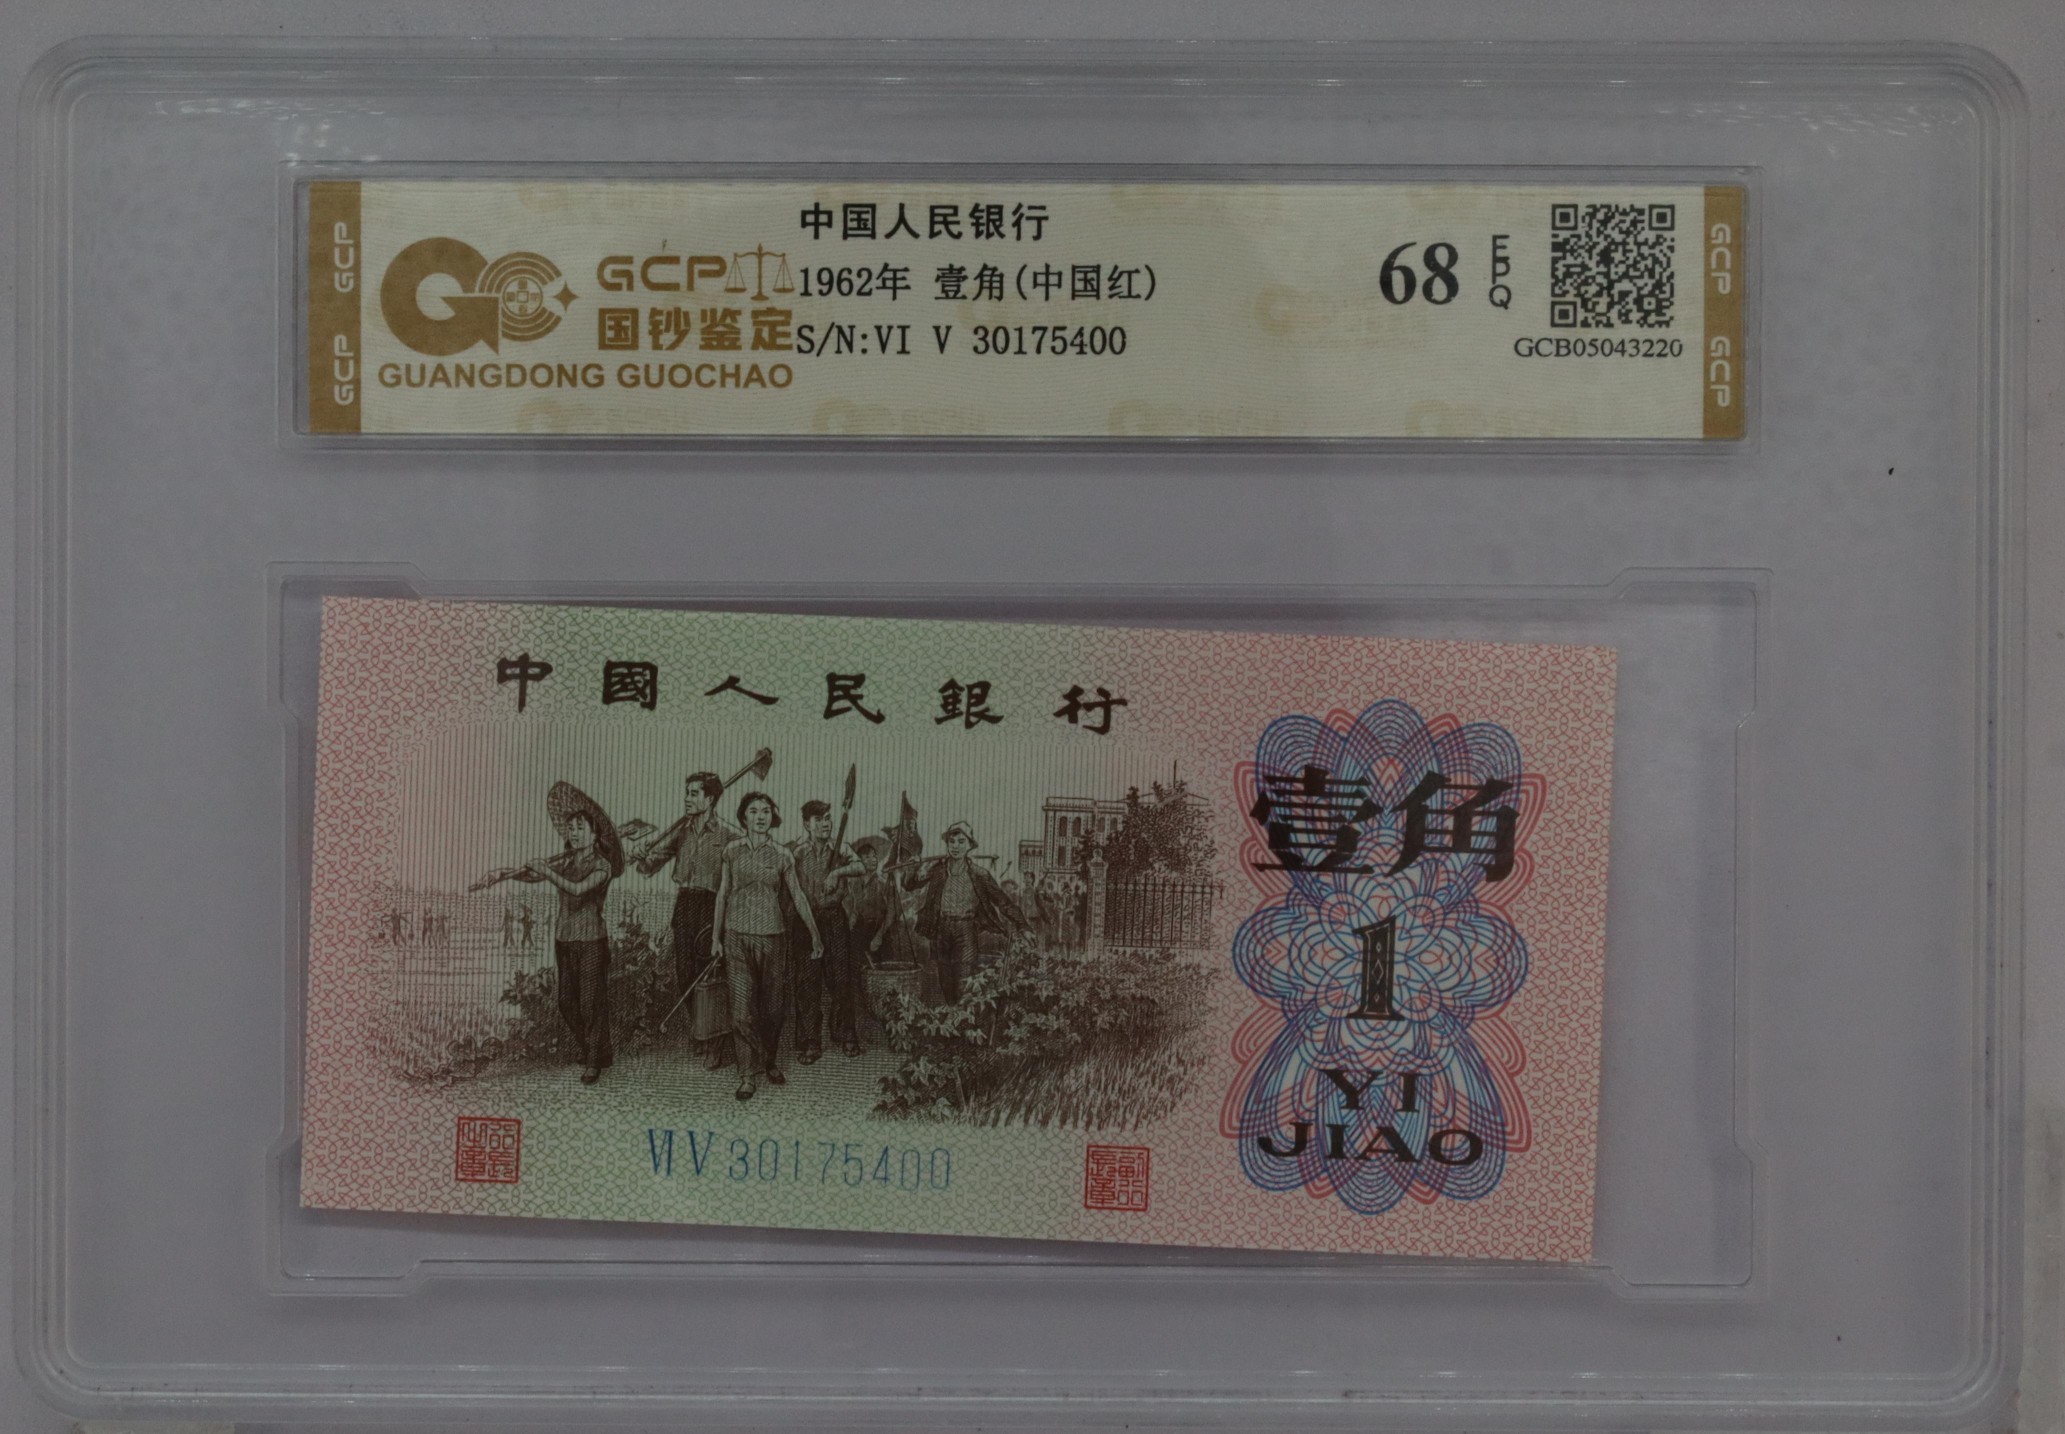 中国人民银行
1962年 壹角(中国红)
S/N:VI V 30175400
GCP
国钞鉴定
GUANGDONG GUOCHAO
68 EPQ
GCB05043220
GCP GCP
GCP GCP
中國人民銀行
壹角
1
YI
JIAO
VI V 30175400